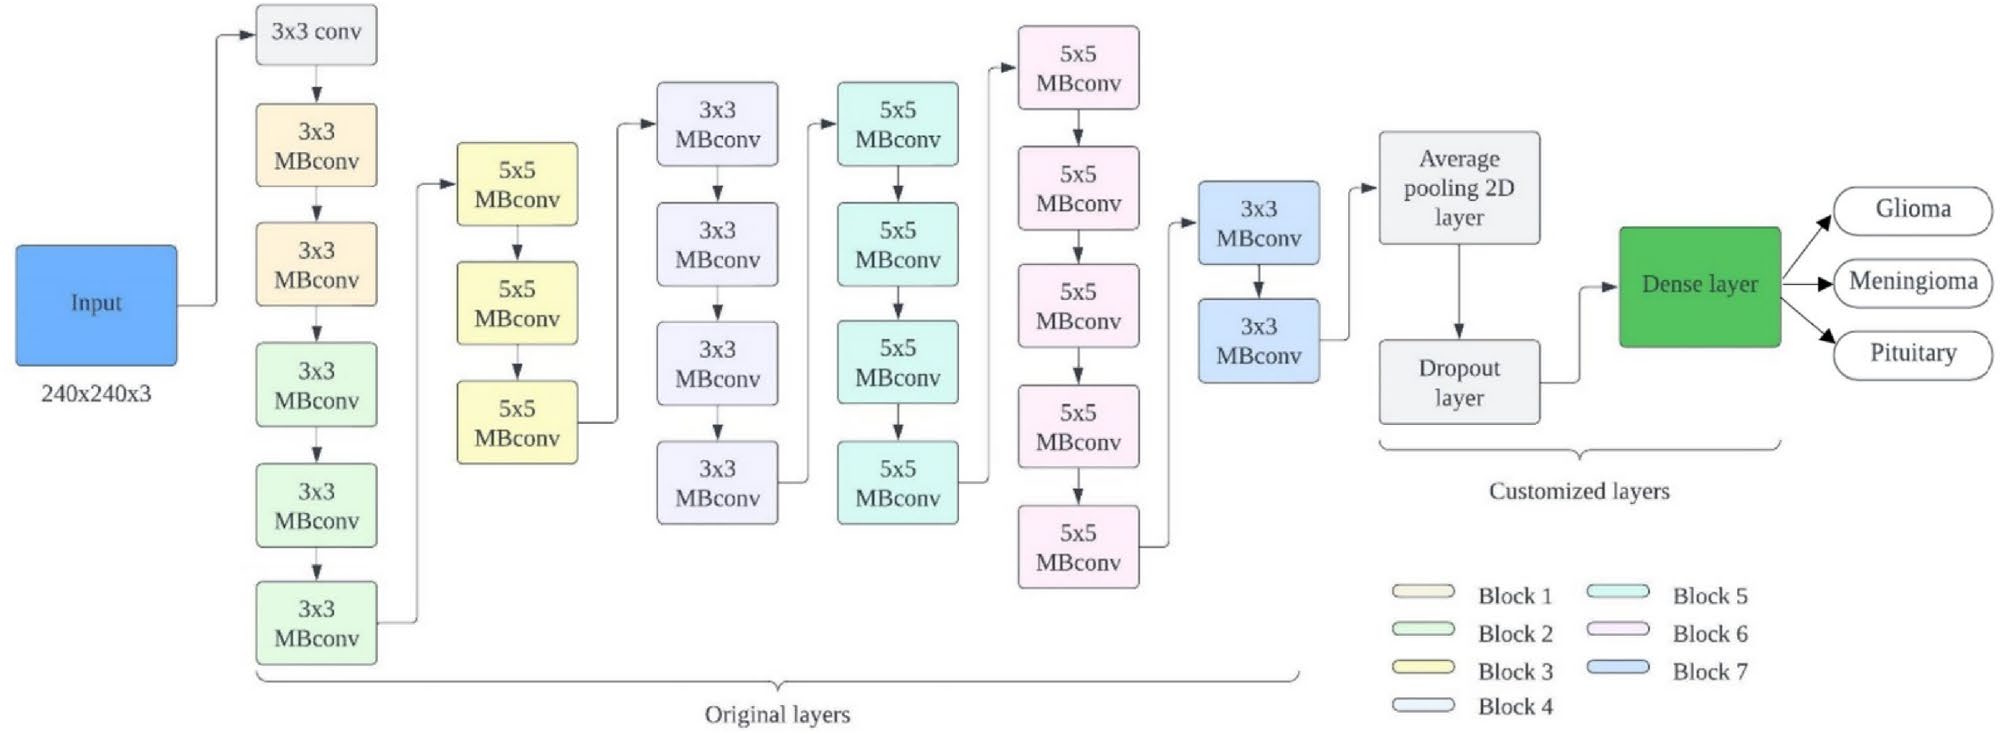 Input
240x240x3
3x3 conv
3x3
MBconv
3x3
MBconv
3x3
MBconv
3x3
MBconv
3x3
MBconv
5x5
MBconv
5x5
MBconv
5x5
MBconv
3x3
MBconv
3x3
MBconv
3x3
MBconv
3x3
MBconv
5x5
MBconv
5x5
MBconv
5x5
MBconv
5x5
MBconv
5x5
MBconv
5x5
MBconv
5x5
MBconv
5x5
MBconv
5x5
MBconv
3x3
MBconv
3x3
MBconv
Original layers
Average
pooling 2D
layer
Dropout
layer
Dense layer
Customized layers
Glioma
Meningioma
Pituitary
Block 1
Block 2
Block 3
Block 4
Block 5
Block 6
Block 7